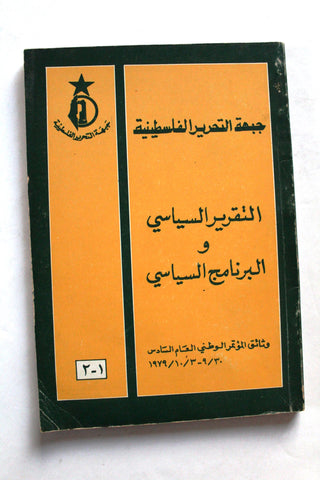 جبهة التحرير الفلسطينية
جبهة التحرير الفلسطينية
التقرير السياسي
و
البرنامج السياسي
وثائق المؤتمر الوطني العام السادس
٩/٣٠-١٩٧٩/١٠/٣
١-٢